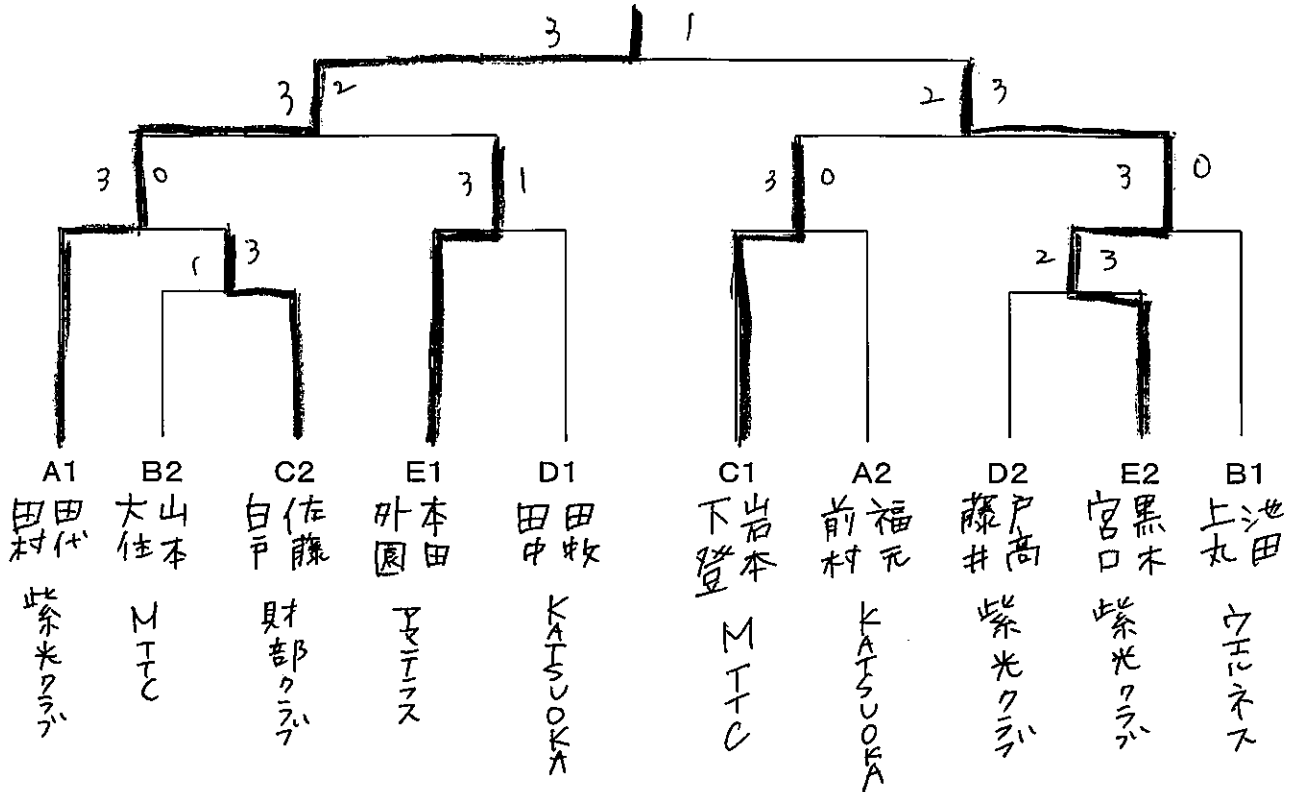 3 1
3 2 2 3
3 0 3 1 3 0 3 0
1 3 2 3
A1 B2 C2 E1 D1 C1 A2 D2 E2 B1
田村 田代
紫光クラブ
大住 山本
MTTC
白戸 佐藤
財部クラブ
外園 本田
アマテラス
田中 田牧
KATSUOKA
下登 岩本
MTTC
前村 福元
KATSUOKA
藤井 戸高
紫光クラブ
宮口 黒木
紫光クラブ
上丸 池田
ウエルネス